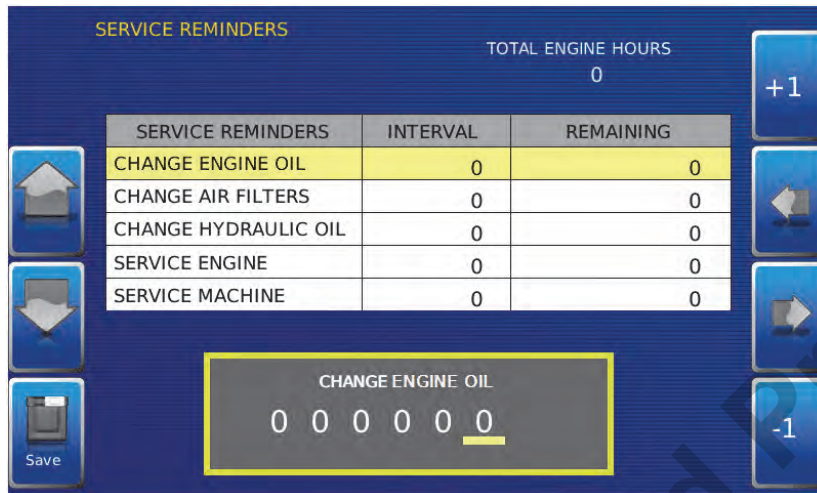 SERVICE REMINDERS
TOTAL ENGINE HOURS
0
+1
SERVICE REMINDERS INTERVAL REMAINING
CHANGE ENGINE OIL 0 0
CHANGE AIR FILTERS 0 0
CHANGE HYDRAULIC OIL 0 0
SERVICE ENGINE 0 0
SERVICE MACHINE 0 0
CHANGE ENGINE OIL
0 0 0 0 0 0
-1
Save